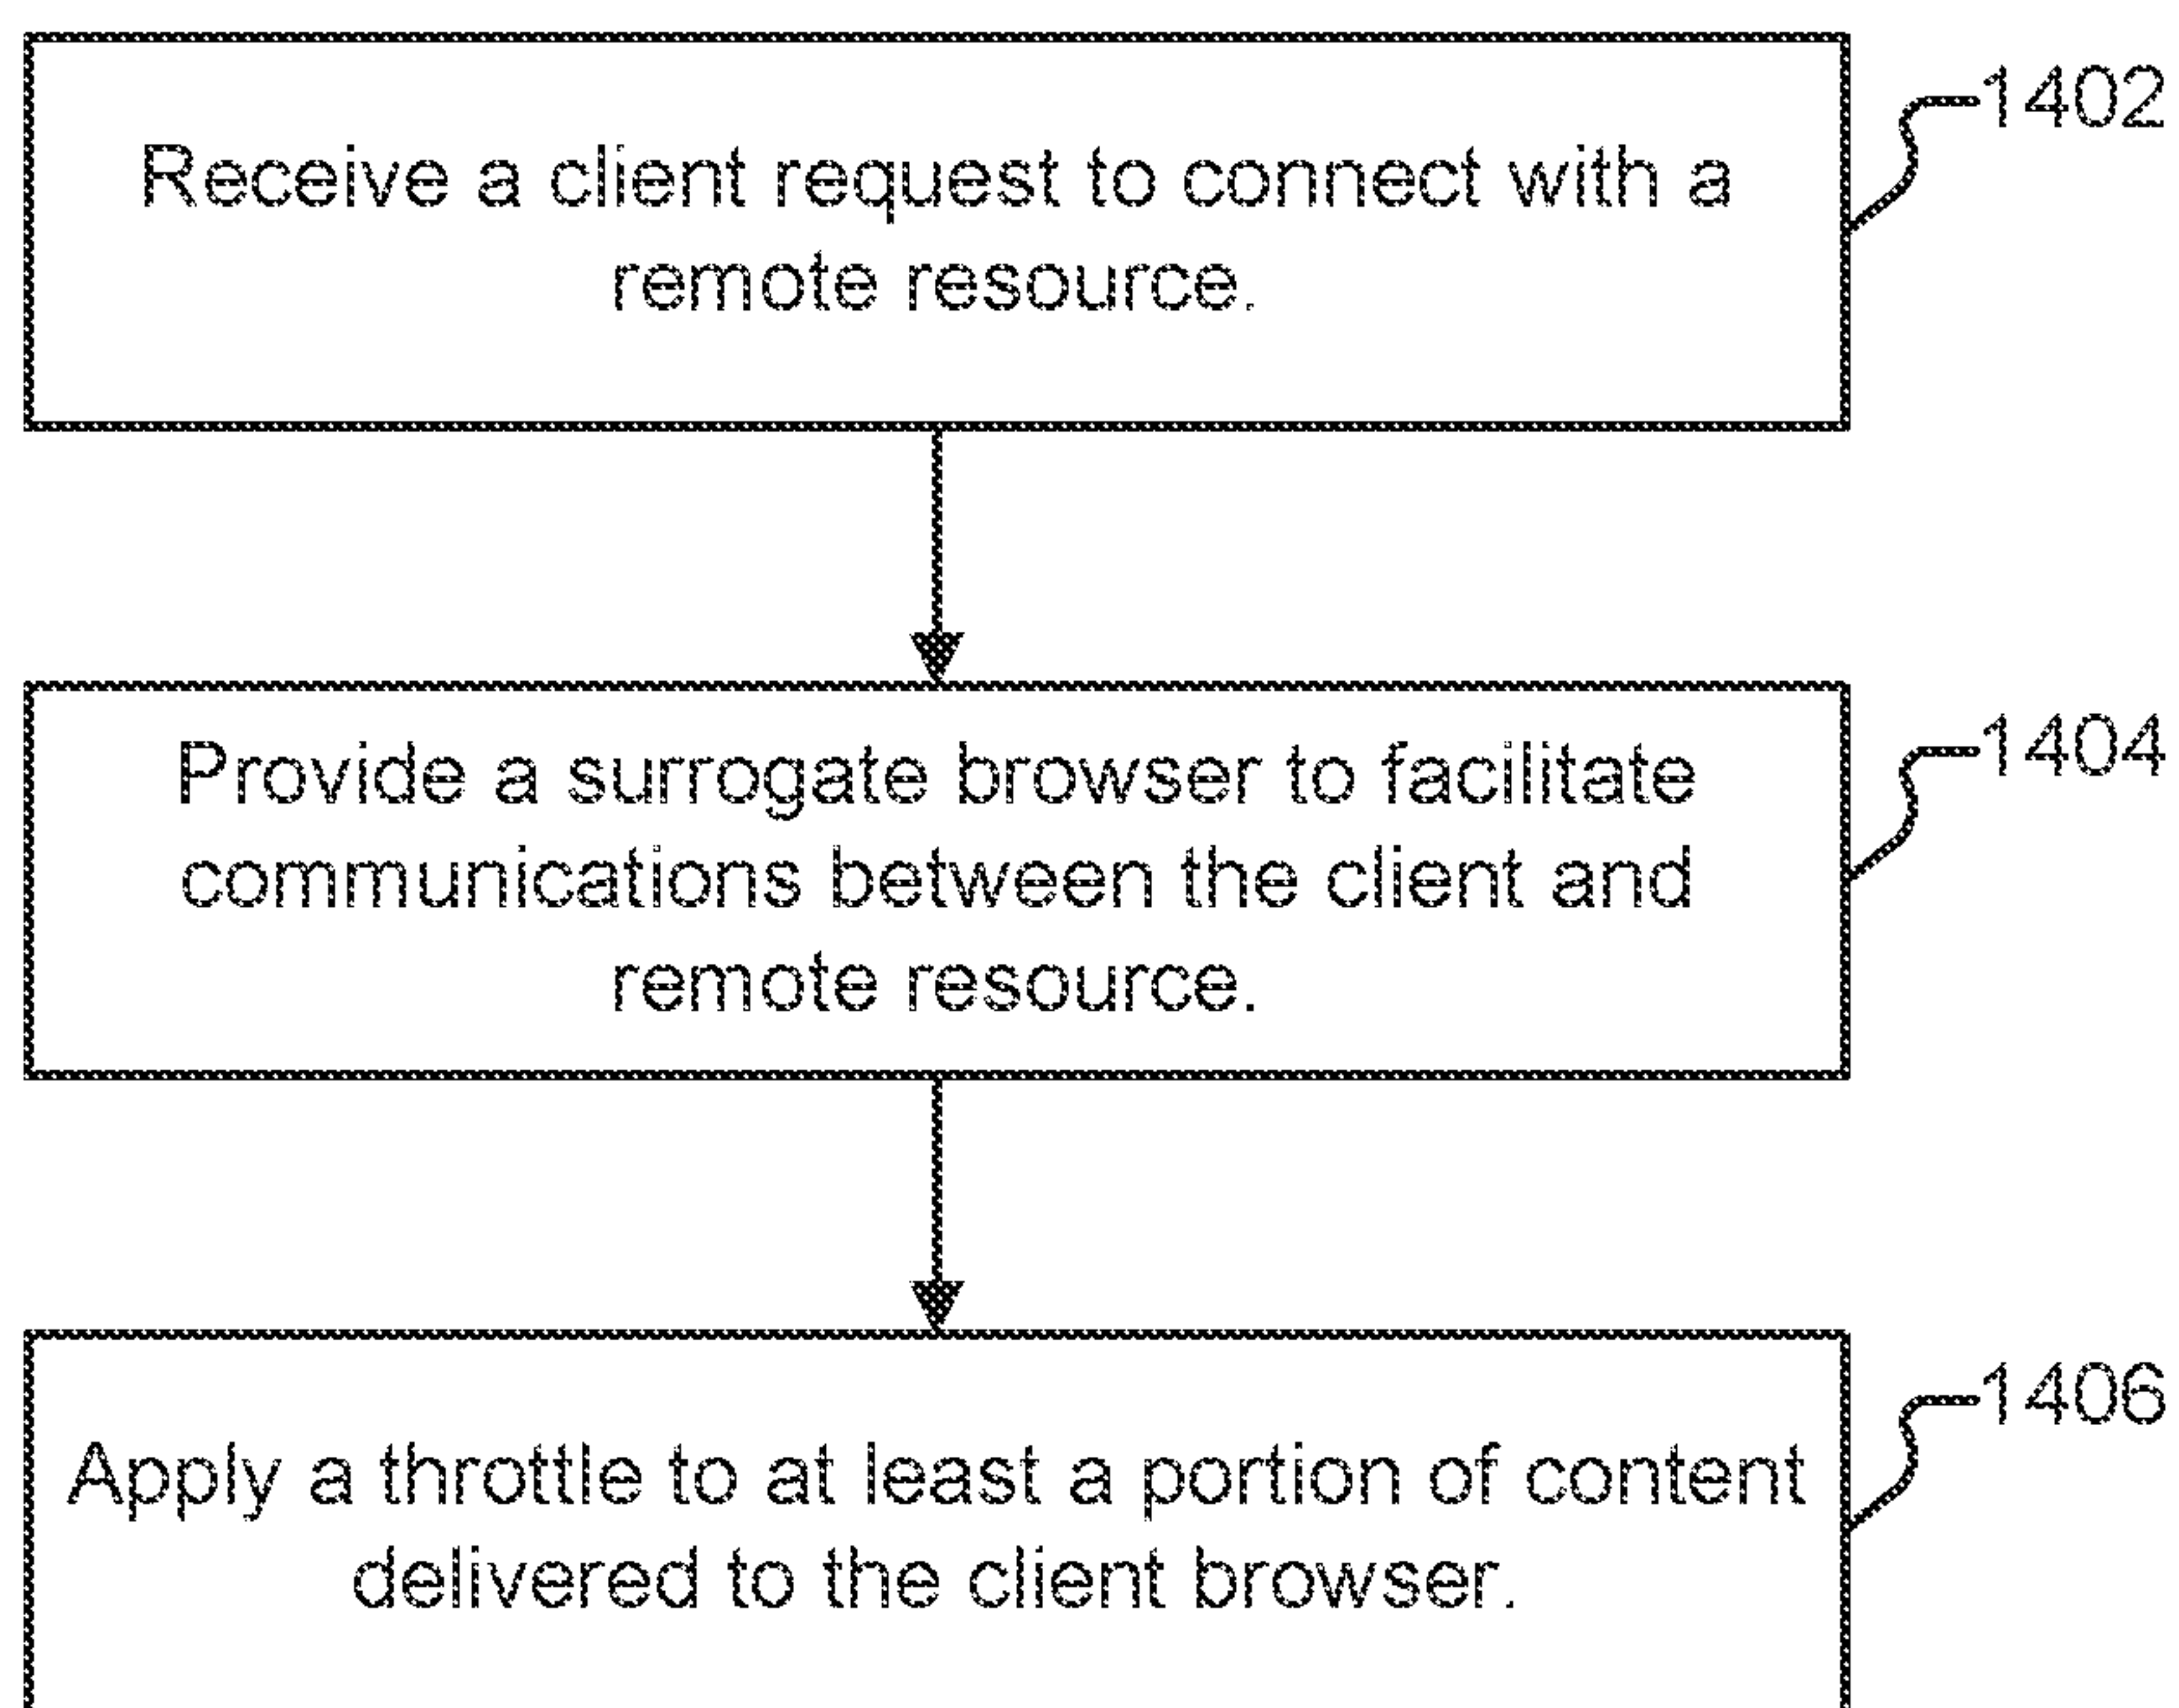 Receive a client request to connect with a
remote resource.
1402
Provide a surrogate browser to facilitate
communications between the client and
remote resource.
1404
Apply a throttle to at least a portion of content
delivered to the client browser.
1406